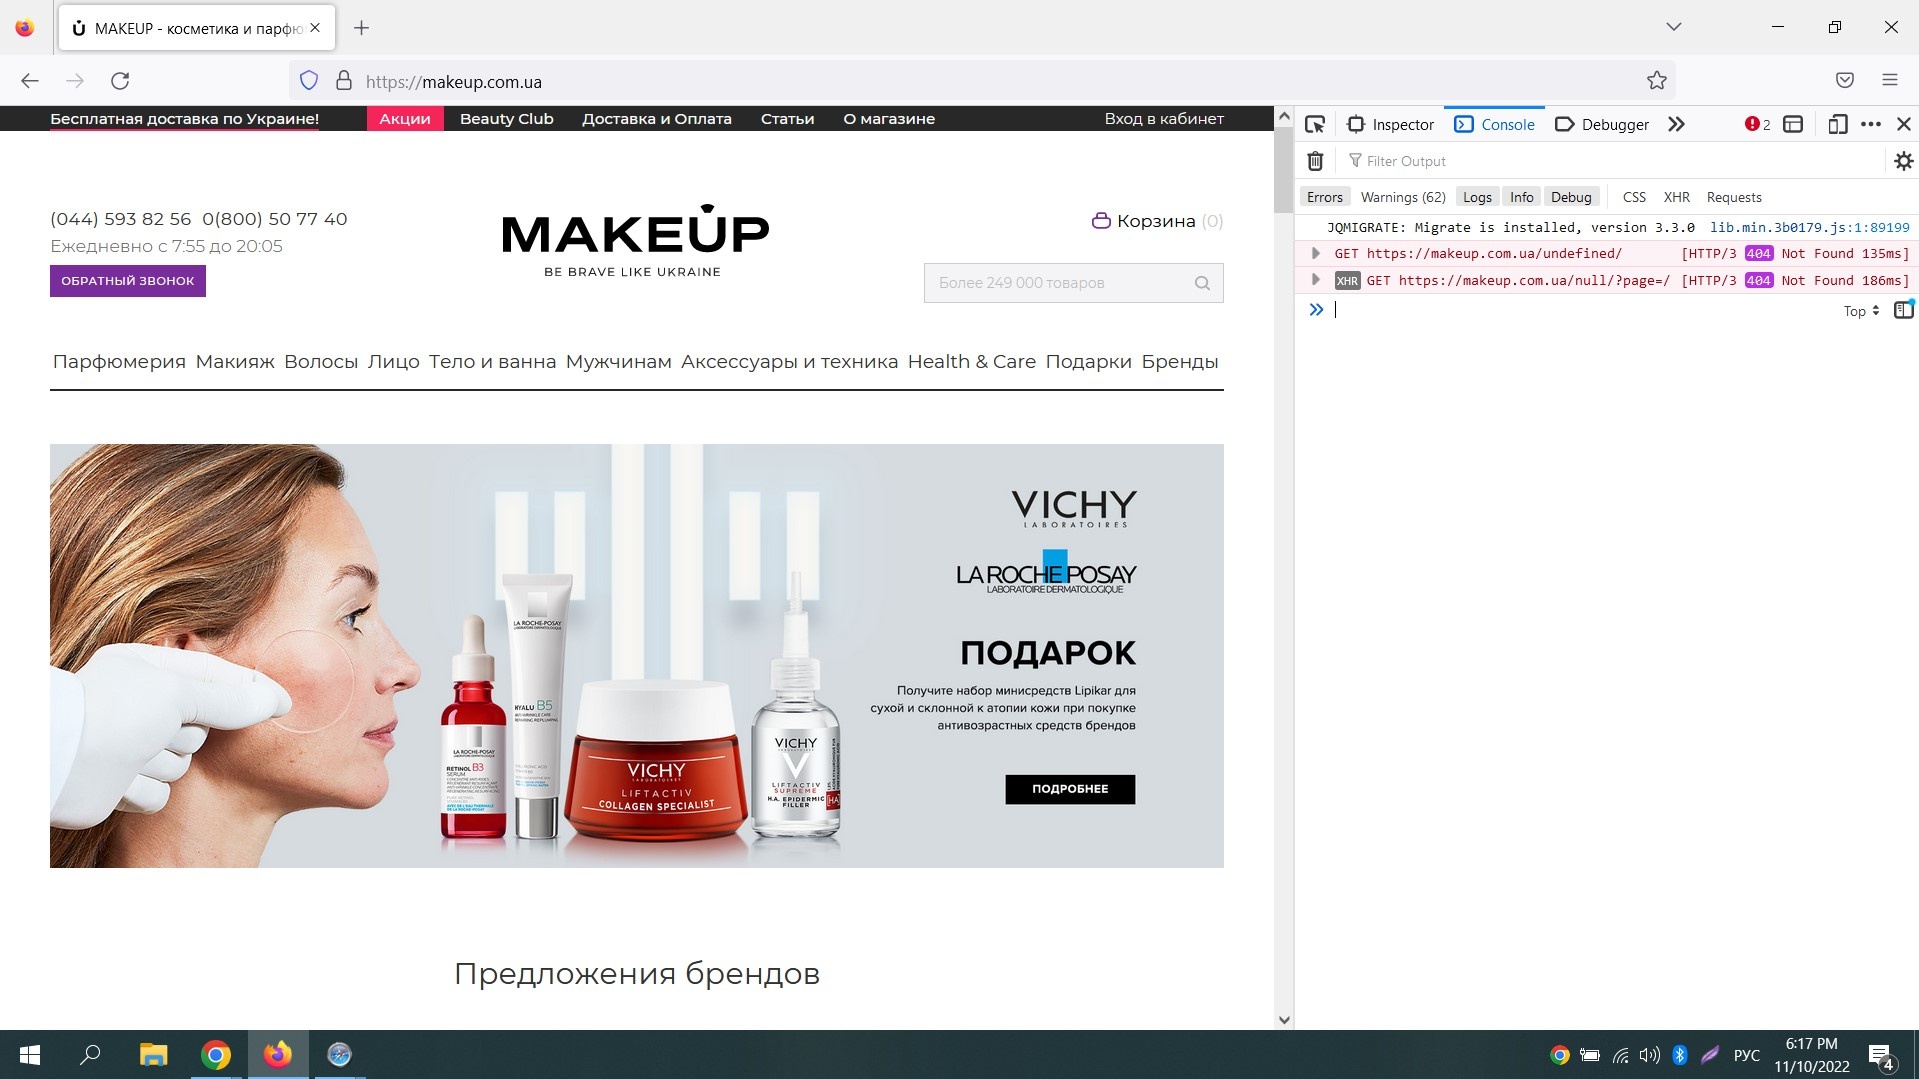 MAKEUP - косметика и парфю
https://makeup.com.ua
Бесплатная доставка по Украине!
Акции
Beauty Club
Доставка и Оплата
Статьи
О магазине
Вход в кабинет
(044) 593 82 56 0(800) 50 77 40
Ежедневно с 7:55 до 20:05
ОБРАТНЫЙ ЗВОНОК
MAKEUP
BE BRAVE LIKE UKRAINE
Корзина (0)
Более 249 000 товаров
Парфюмерия Макияж Волосы Лицо Тело и ванна Мужчинам Аксессуары и техника Health & Care Подарки Бренды
VICHY
LABORATOIRES
LA ROCHE POSAY
LABORATOIRE DERMATOLOGIQUE
ПОДАРОК
Получите набор минисредств Lipikar для
сухой и склонной к атопии кожи при покупке
антивозрастных средств брендов
ПОДРОБНЕЕ
LA ROCHE-POSAY
RETINOL B3
SERUM
LA ROCHE-POSAY
HYALU B5
VICHY
LABORATOIRES
LIFTACTIV
COLLAGEN SPECIALIST
VICHY
LABORATOIRES
LIFTACTIV
SUPREME
H.A. EPIDERMIC
FILLER
[HA]
Предложения брендов
Inspector
Console
Debugger
2
Filter Output
Errors
Warnings (62)
Logs
Info
Debug
CSS
XHR
Requests
JQMIGRATE: Migrate is installed, version 3.3.0 lib.min.3b0179.js:1:89199
GET https://makeup.com.ua/undefined/ [HTTP/3 404 Not Found 135ms]
XHR GET https://makeup.com.ua/null/?page=/ [HTTP/3 404 Not Found 186ms]
Top
РУС
6:17 PM
11/10/2022
4